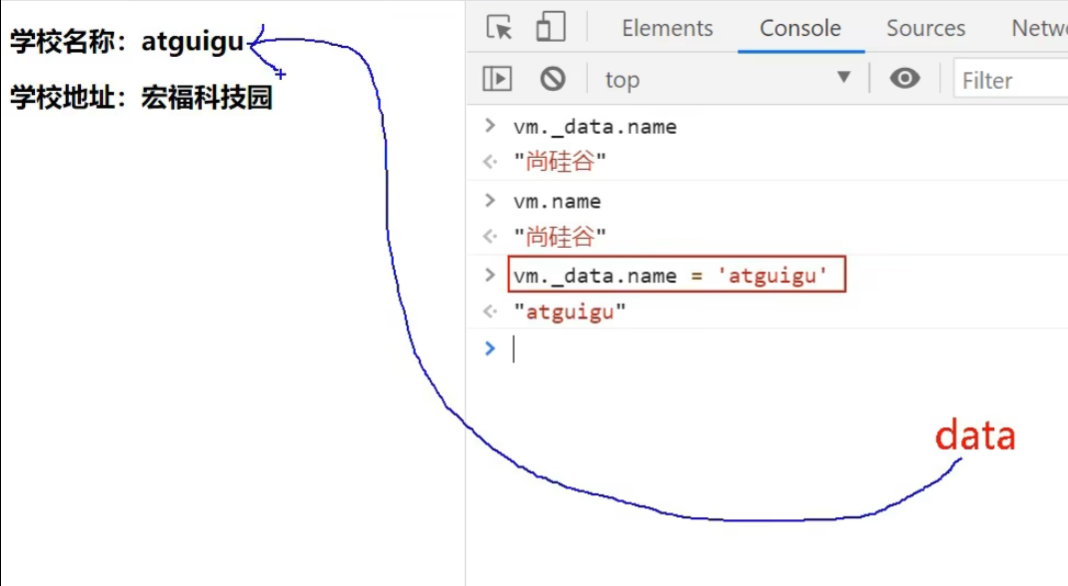 学校名称：atguigu
学校地址：宏福科技园
Elements Console Sources Netw
top Filter
vm._data.name
"尚硅谷"
vm.name
"尚硅谷"
vm._data.name = 'atguigu'
"atguigu"
data